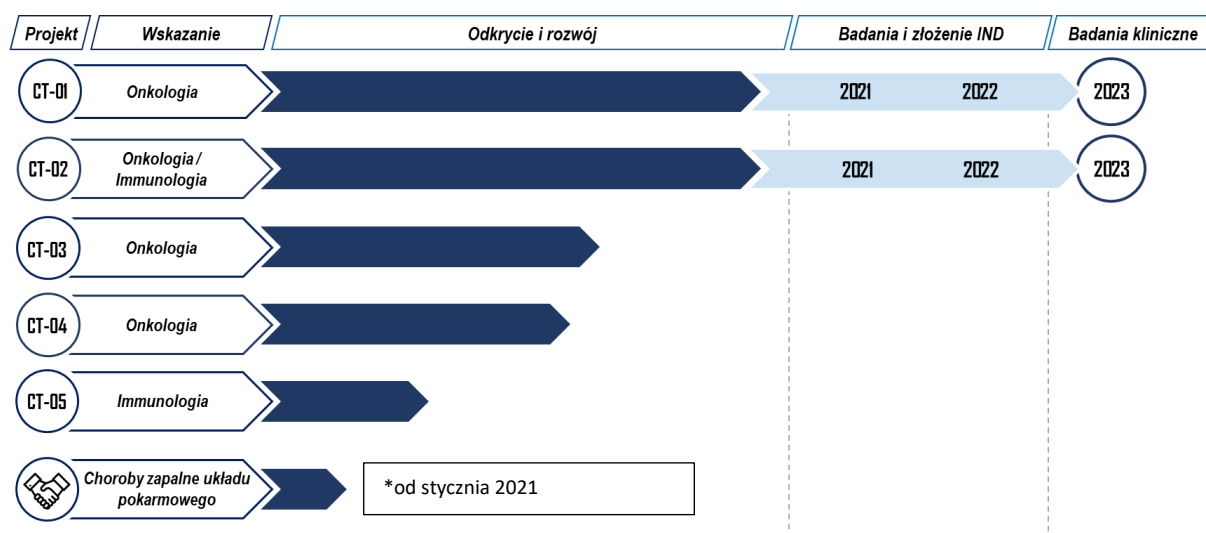 Projekt
Wskazanie
Odkrycie i rozwój
Badania i złożenie IND
Badania kliniczne
CT-01
Onkologia
2021
2022
2023
CT-02
Onkologia /
Immunologia
2021
2022
2023
CT-03
Onkologia
CT-04
Onkologia
CT-05
Immunologia
Choroby zapalne układu
pokarmowego
*od stycznia 2021